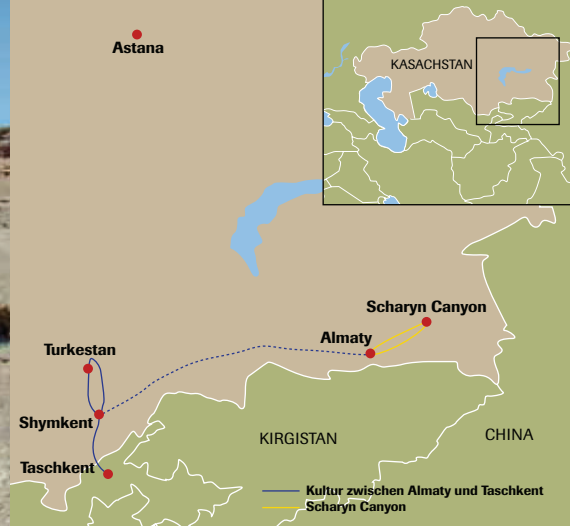 Astana
KASACHSTAN
Scharyn Canyon
Almaty
Turkestan
Shymkent
KIRGISTAN
CHINA
Taschkent
Kultur zwischen Almaty und Taschkent
Scharyn Canyon